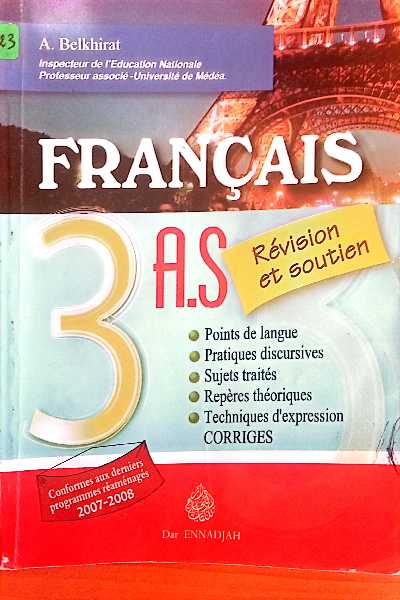 23
A. Belkhirat
Inspecteur de l'Education Nationale
Professeur associé -Université de Médéa.
FRANÇAIS
3 A.S
Révision
et soutien
Points de langue
Pratiques discursives
Sujets traités
Repères théoriques
Techniques d'expression
CORRIGES
Conformes aux derniers
programmes réaménagés
2007-2008
Dar ENNADJAH